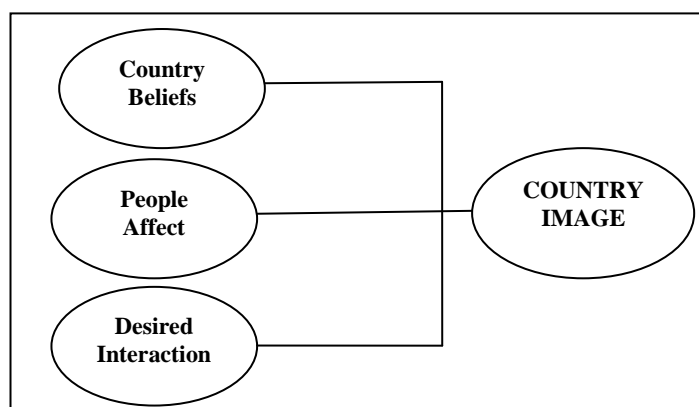 Country
Beliefs
People
Affect
COUNTRY
IMAGE
Desired
Interaction